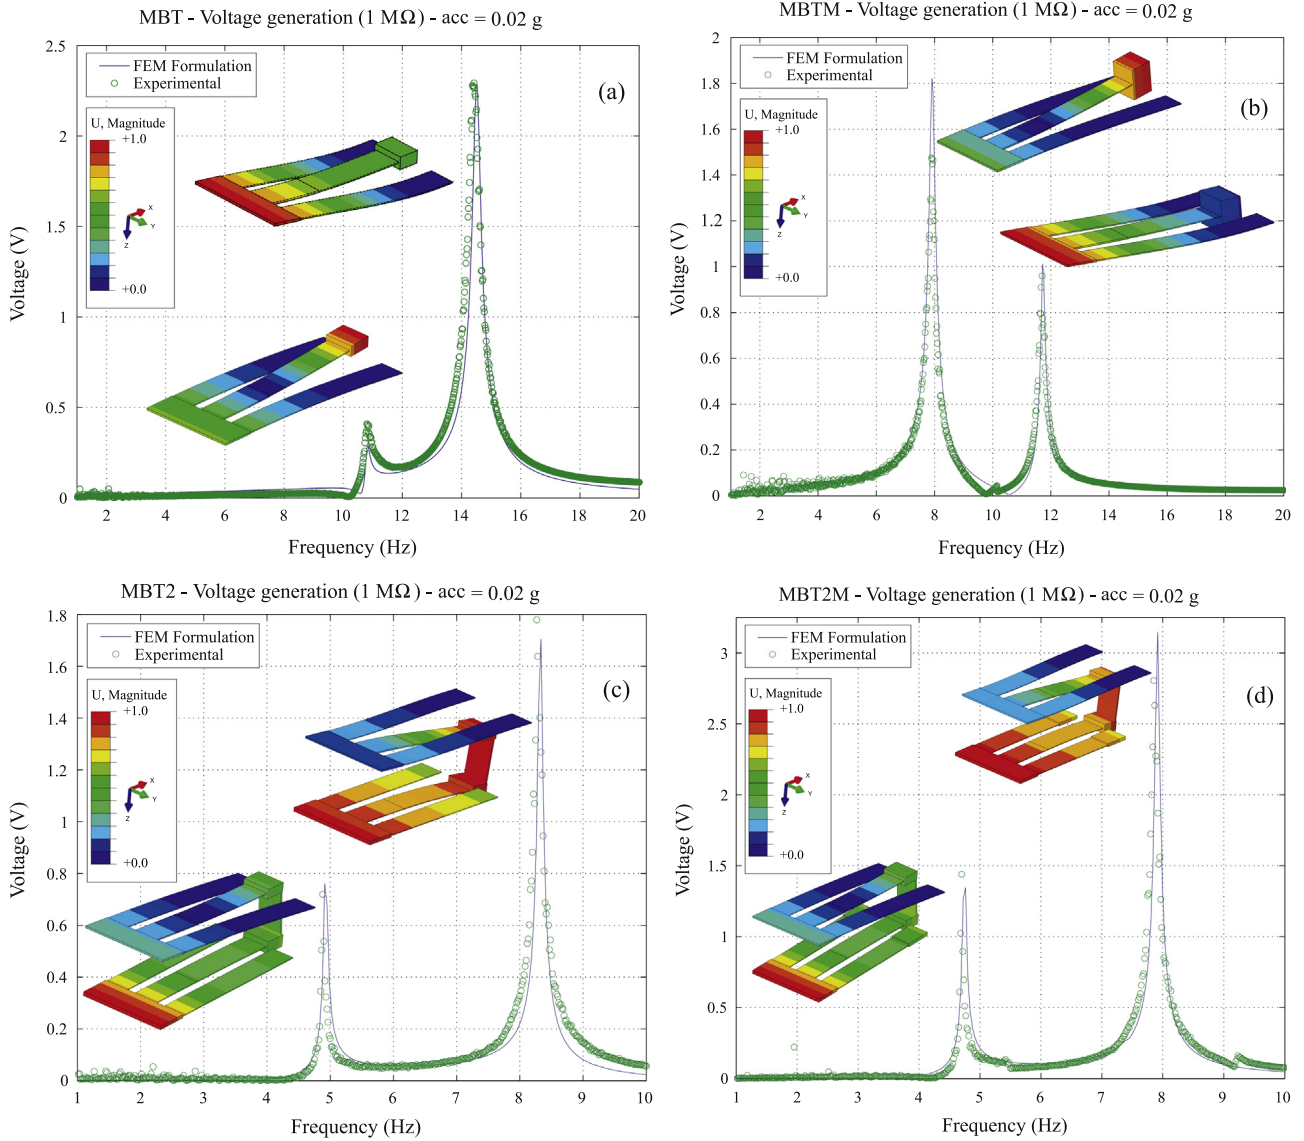 MBT - Voltage generation (1 MΩ) - acc = 0.02 g
2.5
2
1.5
1
0.5
0
Voltage (V)
FEM Formulation
Experimental
(a)
U, Magnitude
+1.0
+0.0
X
Y
Z
2 4 6 8 10 12 14 16 18 20
Frequency (Hz)
MBTM - Voltage generation (1 MΩ) - acc = 0.02 g
2
1.8
1.6
1.4
1.2
1
0.8
0.6
0.4
0.2
0
Voltage (V)
FEM Formulation
Experimental
(b)
U, Magnitude
+1.0
+0.0
X
Y
Z
2 4 6 8 10 12 14 16 18 20
Frequency (Hz)
MBT2 - Voltage generation (1 MΩ) - acc = 0.02 g
1.8
1.6
1.4
1.2
1.0
0.8
0.6
0.4
0.2
0
Voltage (V)
FEM Formulation
Experimental
(c)
U, Magnitude
+1.0
+0.0
X
Y
Z
1 2 3 4 5 6 7 8 9 10
Frequency (Hz)
MBT2M - Voltage generation (1 MΩ) - acc = 0.02 g
3
2.5
2
1.5
1
0.5
0
Voltage (V)
FEM Formulation
Experimental
(d)
U, Magnitude
+1.0
+0.0
X
Y
Z
1 2 3 4 5 6 7 8 9 10
Frequency (Hz)